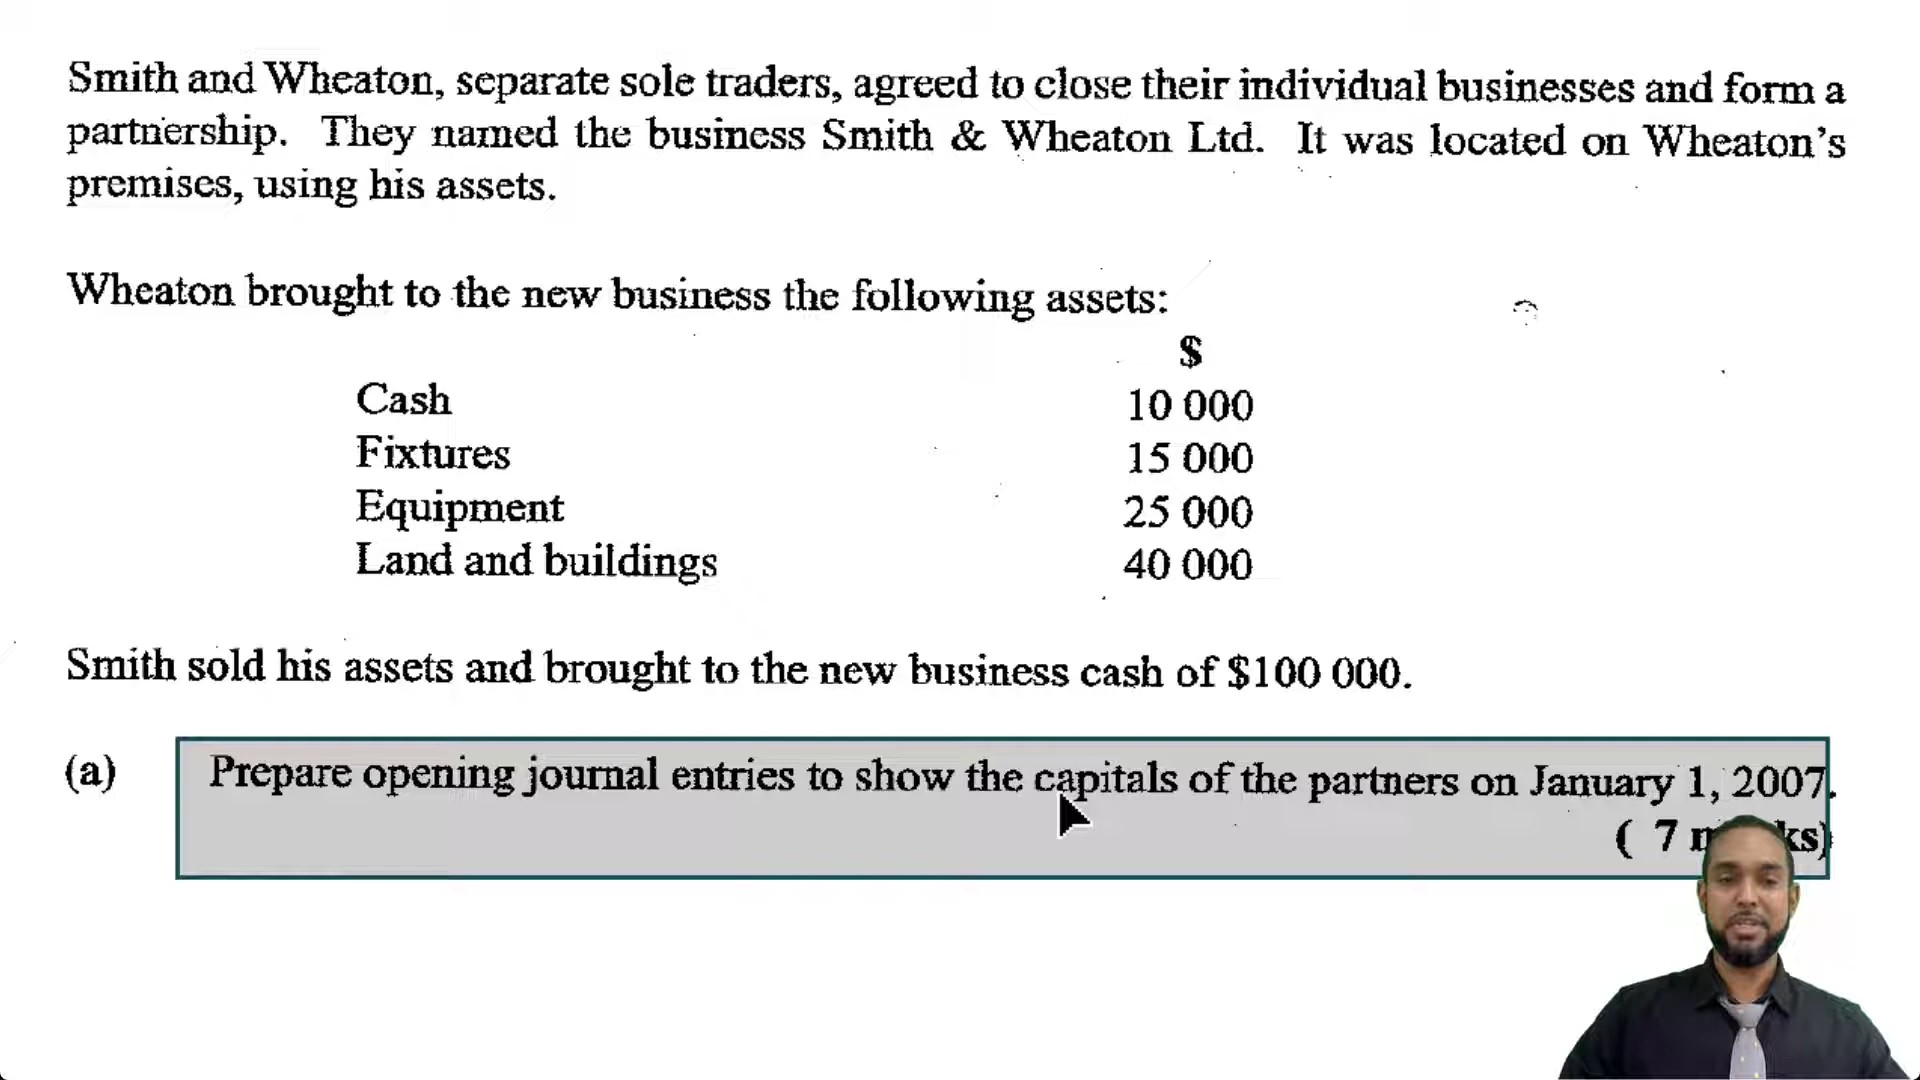 Smith and Wheaton, separate sole traders, agreed to close their individual businesses and form a
partnership. They named the business Smith & Wheaton Ltd. It was located on Wheaton's
premises, using his assets.
Wheaton brought to the new business the following assets:
$
Cash 10 000
Fixtures 15 000
Equipment 25 000
Land and buildings 40 000
Smith sold his assets and brought to the new business cash of $100 000.
(a) Prepare opening journal entries to show the capitals of the partners on January 1, 2007.
( 7